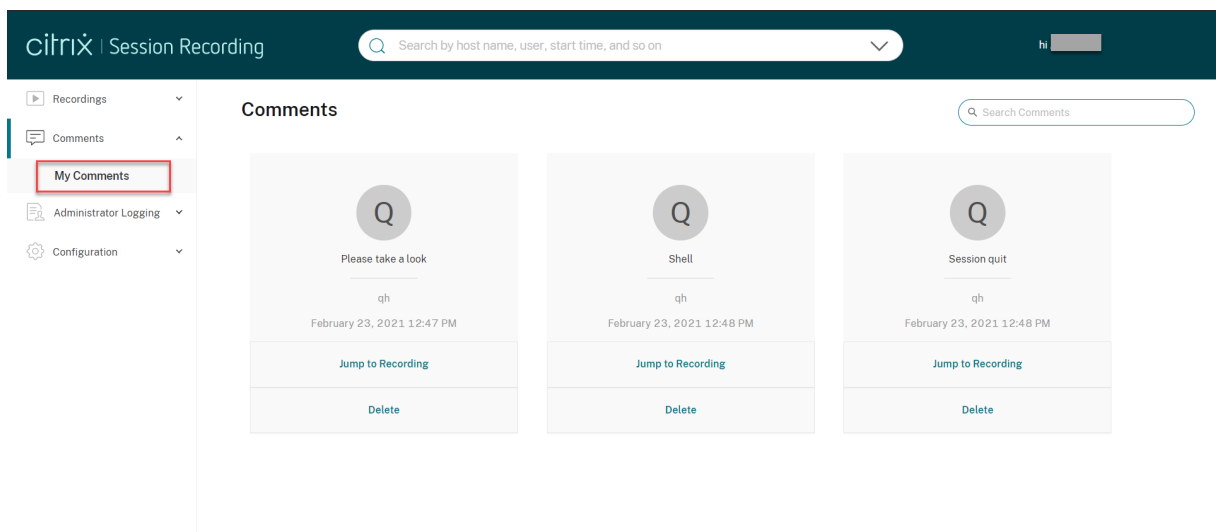 citrix | Session Recording
Search by host name, user, start time, and so on
hi
Recordings
Comments
My Comments
Administrator Logging
Configuration
Comments
Search Comments
Q
Please take a look
qh
February 23, 2021 12:47 PM
Jump to Recording
Delete
Q
Shell
qh
February 23, 2021 12:48 PM
Jump to Recording
Delete
Q
Session quit
qh
February 23, 2021 12:48 PM
Jump to Recording
Delete